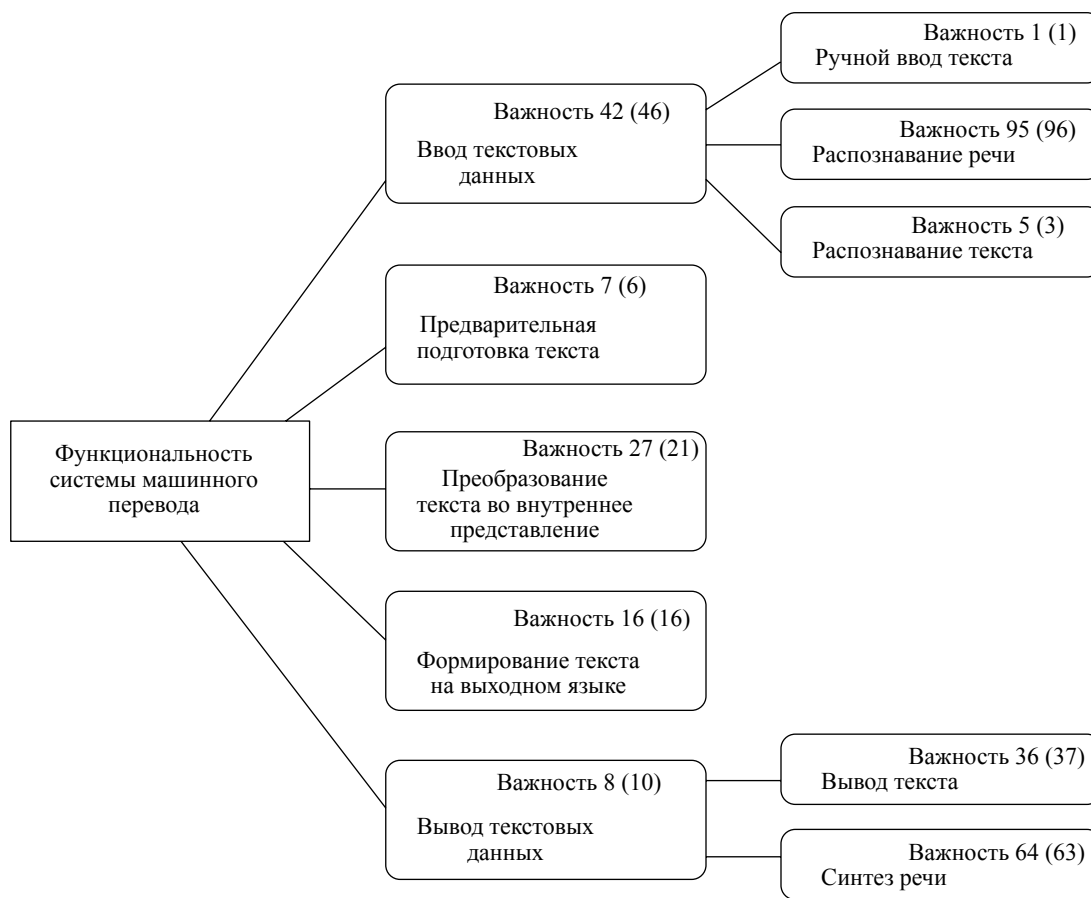 Важность 1 (1)
Ручной ввод текста
Важность 42 (46)
Ввод текстовых
данных
Важность 95 (96)
Распознавание речи
Важность 5 (3)
Распознавание текста
Важность 7 (6)
Предварительная
подготовка текста
Функциональность
системы машинного
перевода
Важность 27 (21)
Преобразование
текста во внутреннее
представление
Важность 16 (16)
Формирование текста
на выходном языке
Важность 8 (10)
Вывод текстовых
данных
Важность 36 (37)
Вывод текста
Важность 64 (63)
Синтез речи